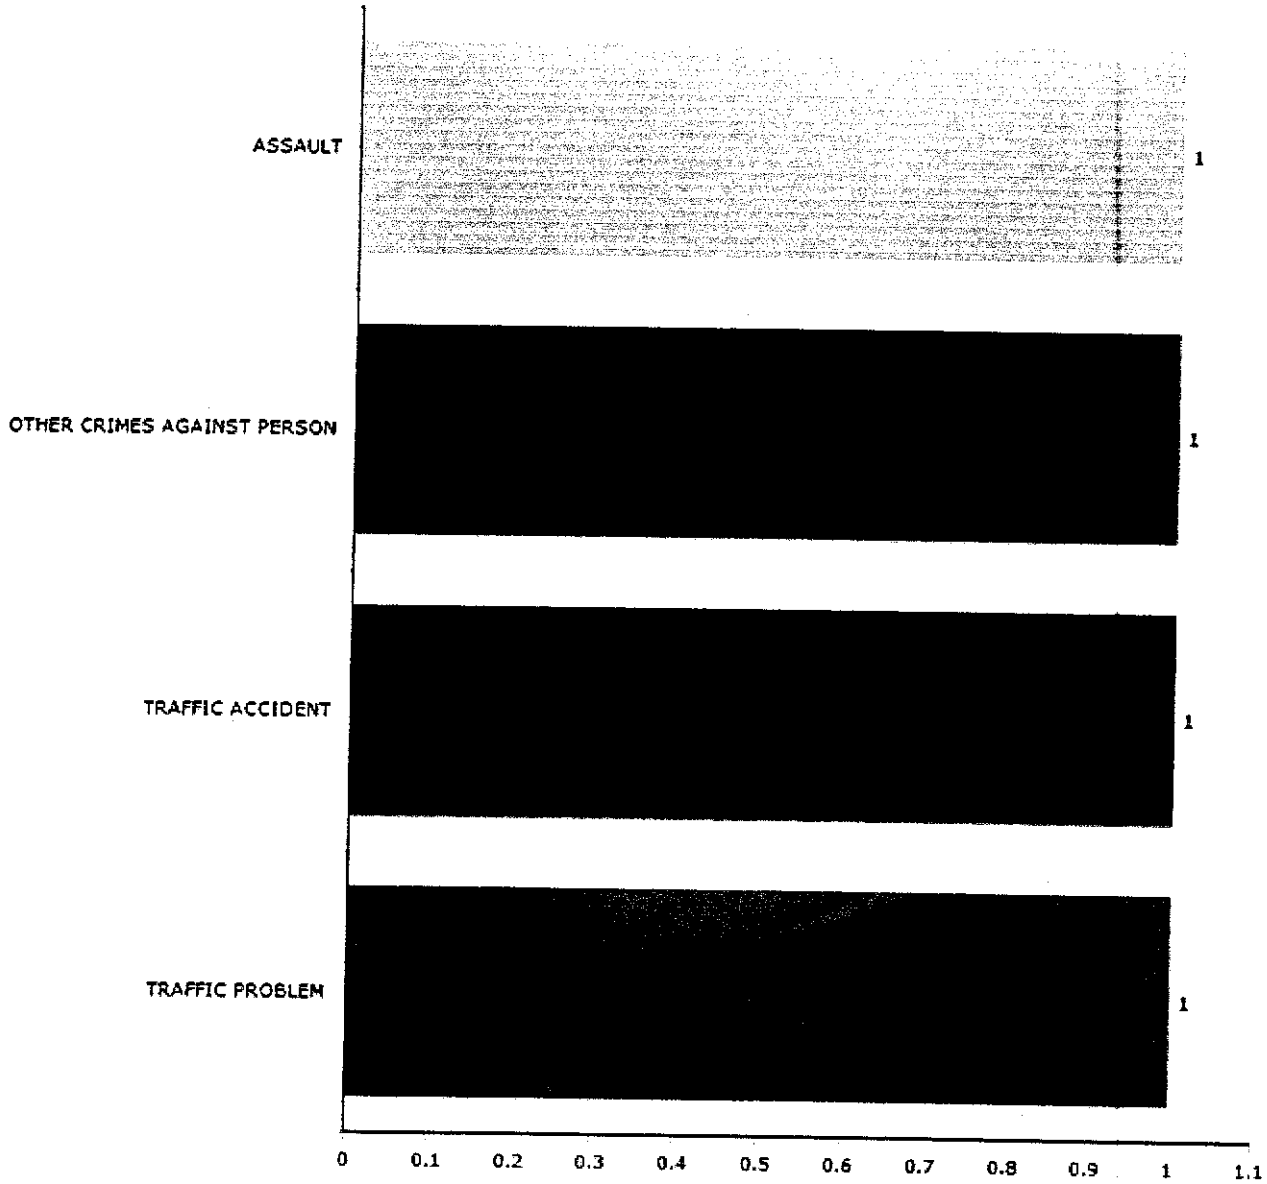 ASSAULT
1
OTHER CRIMES AGAINST PERSON
1
TRAFFIC ACCIDENT
1
TRAFFIC PROBLEM
1
0 0.1 0.2 0.3 0.4 0.5 0.6 0.7 0.8 0.9 1 1.1